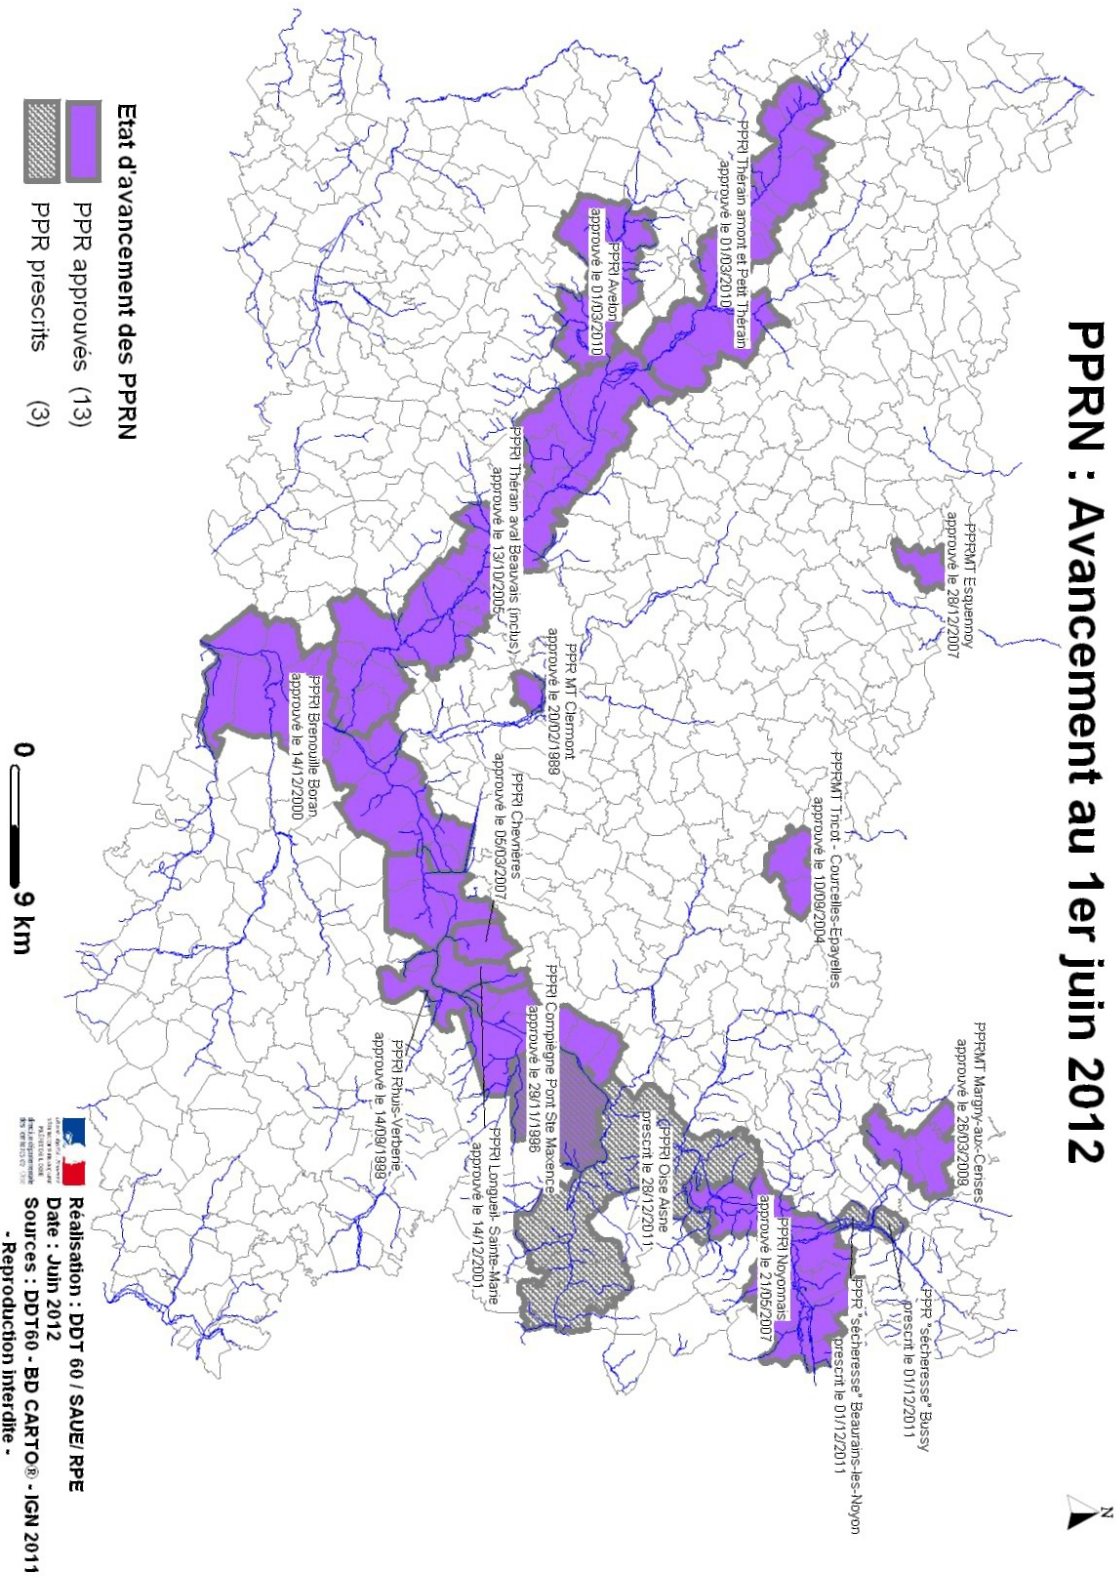 PPRN : Avancement au 1er juin 2012
N
PPRMT Esquennoy
approuvé le 28/12/2007
PPRMT Margny-aux-Cerises
approuvé le 26/03/2009
PPR "sécheresse" Bussy
prescrit le 01/12/2011
PPR "sécheresse" Beaurains-les-Noyon
prescrit le 01/12/2011
PPRMT Tricot - Courcelles-Epayelles
approuvé le 10/09/2004
PPRI Thérain amont et Petit Thérain
approuvé le 01/03/2010
PPRI Noyonnais
approuvé le 21/05/2007
PPRI Oise Aisne
prescrit le 28/12/2011
PPRI Avelon
approuvé le 01/03/2010
PPR MT Clermont
approuvé le 20/02/1989
PPRI Compiègne Pont Ste Maxence
approuvé le 29/11/1996
PPRI Thérain aval Beauvais (inclus)
approuvé le 13/10/2005
PPRI Chevrières
approuvé le 05/03/2007
PPRI Longueil- Sainte-Marie
approuvé le 14/12/2001
PPRI Rhuis-Verberie
approuvé le 14/09/1999
PPRI Brenouille Boran
approuvé le 14/12/2000
Etat d'avancement des PPRN
PPR approuvés (13)
PPR prescrits (3)
0 9 km
Réalisation : DDT 60 / SAUE/ RPE
Date : Juin 2012
Sources : DDT60 - BD CARTO® - IGN 2011
- Reproduction interdite -